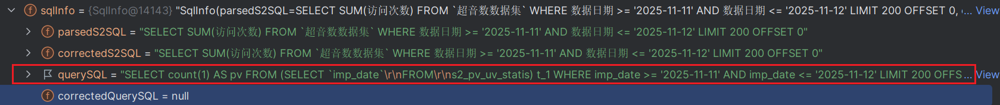 sqlInfo = {SqlInfo@14143} "SqlInfo(parsedS2SQL=SELECT SUM(访问次数) FROM `超音数数据集` WHERE 数据日期 >= '2025-11-11' AND 数据日期 <= '2025-11-12' LIMIT 200 OFFSET 0, ... View
parsedS2SQL = "SELECT SUM(访问次数) FROM `超音数数据集` WHERE 数据日期 >= '2025-11-11' AND 数据日期 <= '2025-11-12' LIMIT 200 OFFSET 0"
correctedS2SQL = "SELECT SUM(访问次数) FROM `超音数数据集` WHERE 数据日期 >= '2025-11-11' AND 数据日期 <= '2025-11-12' LIMIT 200 OFFSET 0"
querySQL = "SELECT count(1) AS pv FROM (SELECT `imp_date`\r\nFROM\r\ns2_pv_uv_statis) t_1 WHERE imp_date >= '2025-11-11' AND imp_date <= '2025-11-12' LIMIT 200 OFFS... View
correctedQuerySQL = null